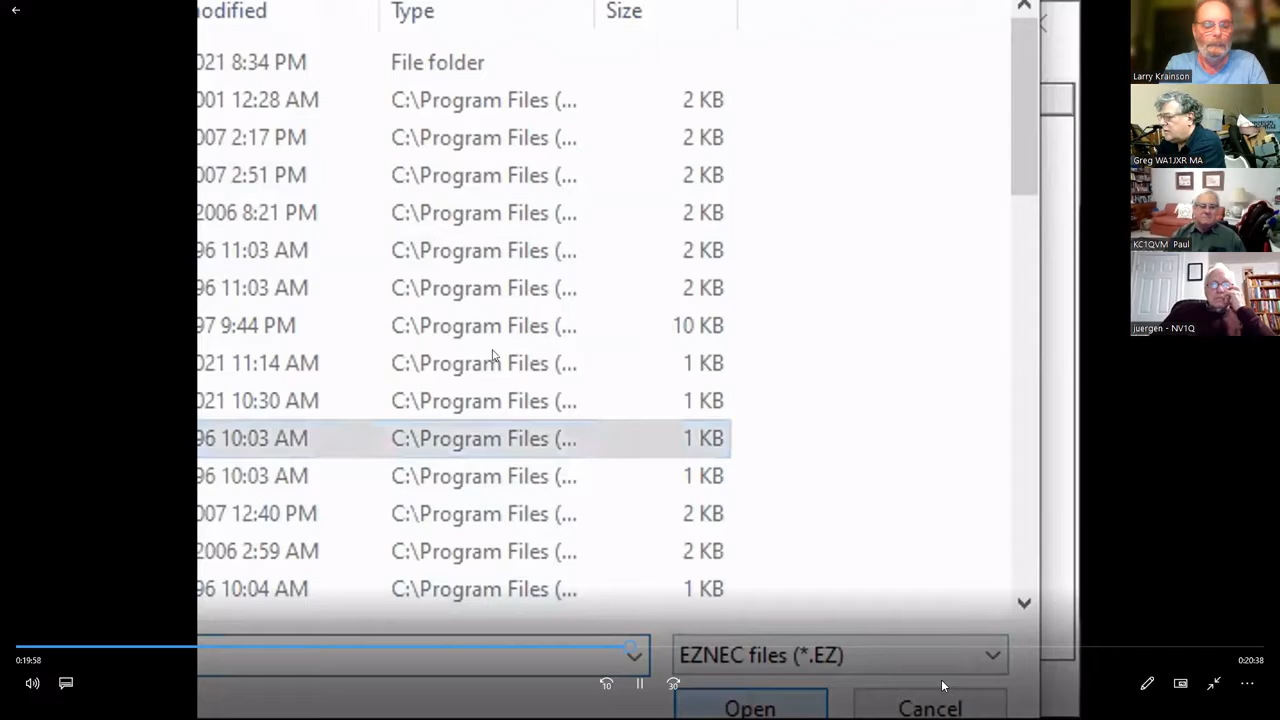 odified Type Size
021 8:34 PM File folder
001 12:28 AM C:\Program Files (... 2 KB
007 2:17 PM C:\Program Files (... 2 KB
007 2:51 PM C:\Program Files (... 2 KB
2006 8:21 PM C:\Program Files (... 2 KB
96 11:03 AM C:\Program Files (... 2 KB
96 11:03 AM C:\Program Files (... 2 KB
97 9:44 PM C:\Program Files (... 10 KB
021 11:14 AM C:\Program Files (... 1 KB
021 10:30 AM C:\Program Files (... 1 KB
96 10:03 AM C:\Program Files (... 1 KB
96 10:03 AM C:\Program Files (... 1 KB
007 12:40 PM C:\Program Files (... 2 KB
2006 2:59 AM C:\Program Files (... 2 KB
96 10:04 AM C:\Program Files (... 1 KB
EZNEC files (*.EZ)
Open Cancel
Larry Krainson
Greg WA1JXR MA
KC1QVM Paul
juergen - NV1Q
0:19:58 0:20:38
10 30